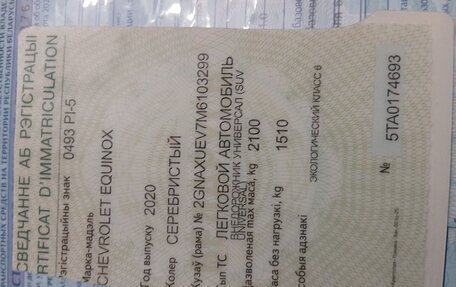 СВЕДЧАННЕ АБ РЭГІСТРАЦЫІ
RTIFICAT D'IMMATRICULATION
Рэгістрацыйны знак 0493 PI-5
Марка-мадэль
CHEVROLET EQUINOX
Год выпуску 2020
Колер СЕРЕБРИСТЫЙ
Кузаў (рама) № 2GNAXUEV7M6103299
Тып ТС ЛЕГКОВОЙ АВТОМОБИЛЬ
ВНЕДОРОЖНИК УНИВЕРСАЛ (SUV
UNIVERSAL)
Дазволеная max маса, kg 2100
Маса без нагрузкі, kg 1510
Асобыя адзнакі
ЭКОЛОГИЧЕСКИЙ КЛАСС 6
№ 5TA0174693